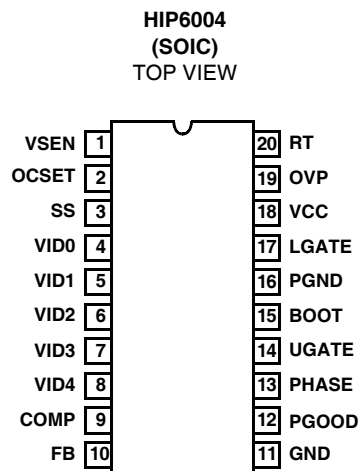 HIP6004
(SOIC)
TOP VIEW
VSEN 1 20 RT
OCSET 2 19 OVP
SS 3 18 VCC
VID0 4 17 LGATE
VID1 5 16 PGND
VID2 6 15 BOOT
VID3 7 14 UGATE
VID4 8 13 PHASE
COMP 9 12 PGOOD
FB 10 11 GND